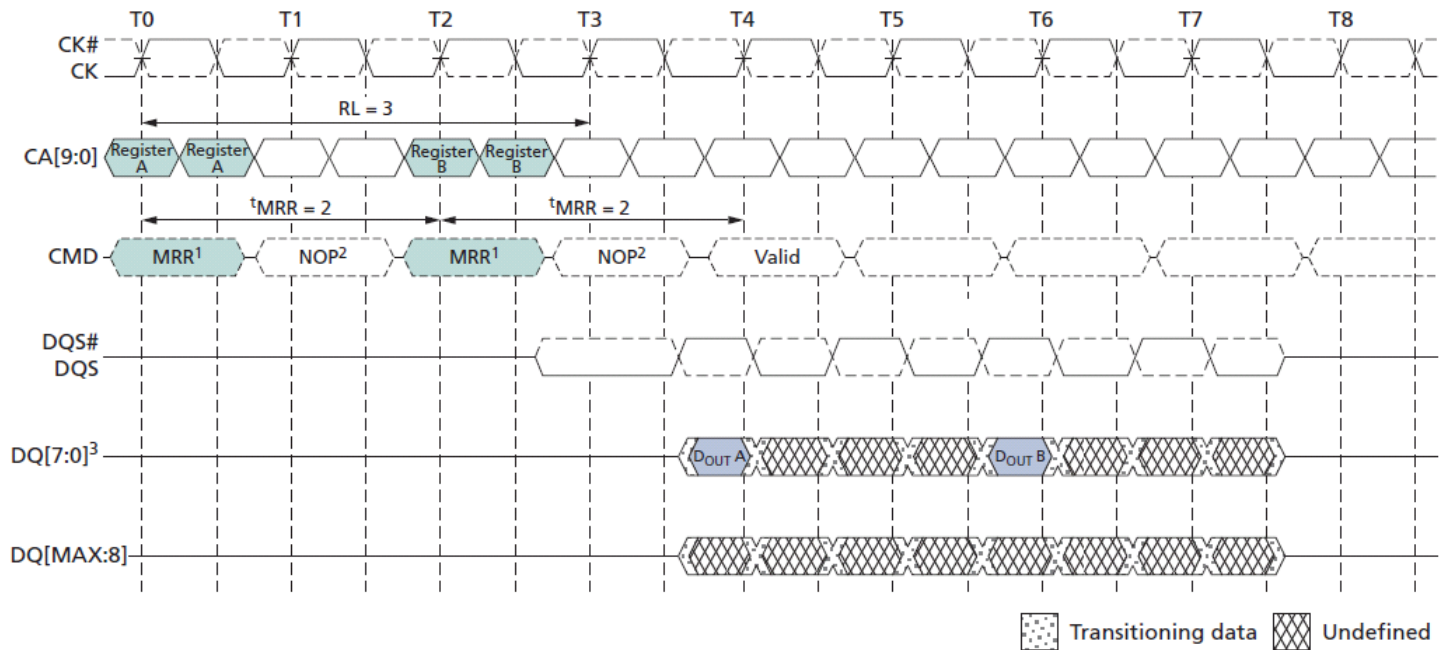 T0 T1 T2 T3 T4 T5 T6 T7 T8
CK#
CK
RL = 3
CA[9:0] Register A Register A Register B Register B
tMRR = 2 tMRR = 2
CMD MRR1 NOP2 MRR1 NOP2 Valid
DQS#
DQS
DQ[7:0]3 DOUT A DOUT B
DQ[MAX:8]
Transitioning data Undefined